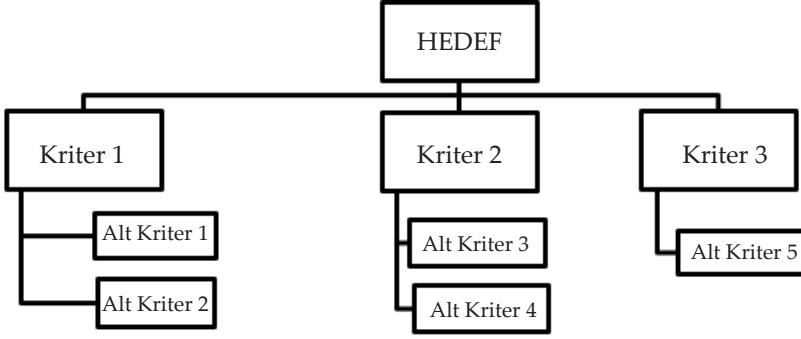 HEDEF
Kriter 1
Kriter 2
Kriter 3
Alt Kriter 1
Alt Kriter 2
Alt Kriter 3
Alt Kriter 4
Alt Kriter 5